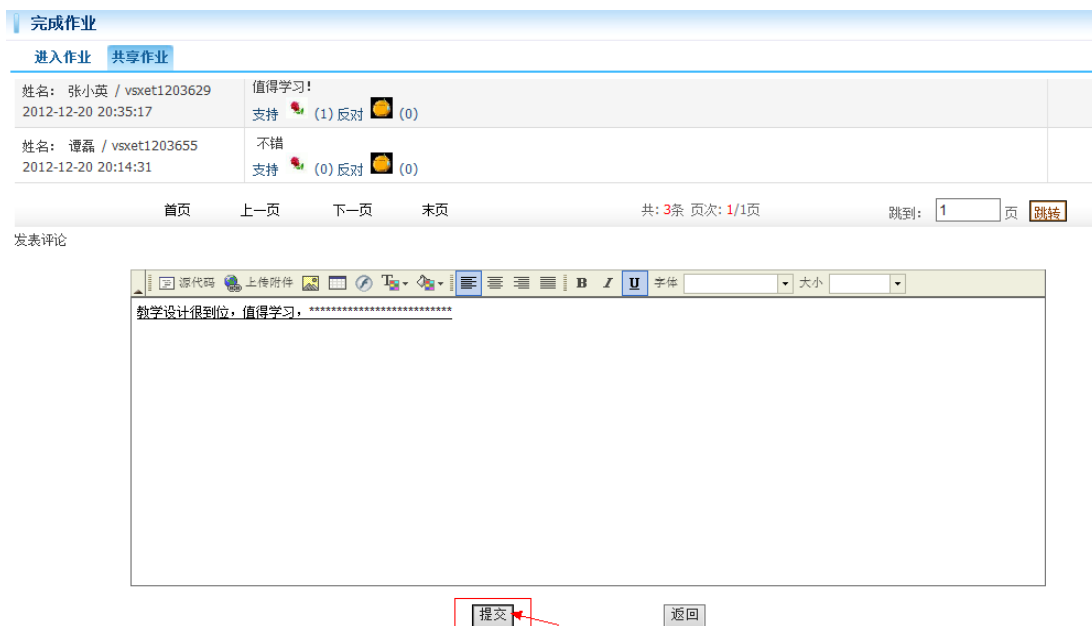 完成作业
进入作业 共享作业
姓名： 张小英 / vsxet1203629 值得学习！
2012-12-20 20:35:17 支持 (1) 反对 (0)
姓名： 谭磊 / vsxet1203655 不错
2012-12-20 20:14:31 支持 (0) 反对 (0)
首页 上一页 下一页 末页 共: 3条 页次: 1/1页 跳到： 1 页 跳转
发表评论
源代码 上传附件 B I U 字体 大小
教学设计很到位，值得学习，**************************
提交 返回